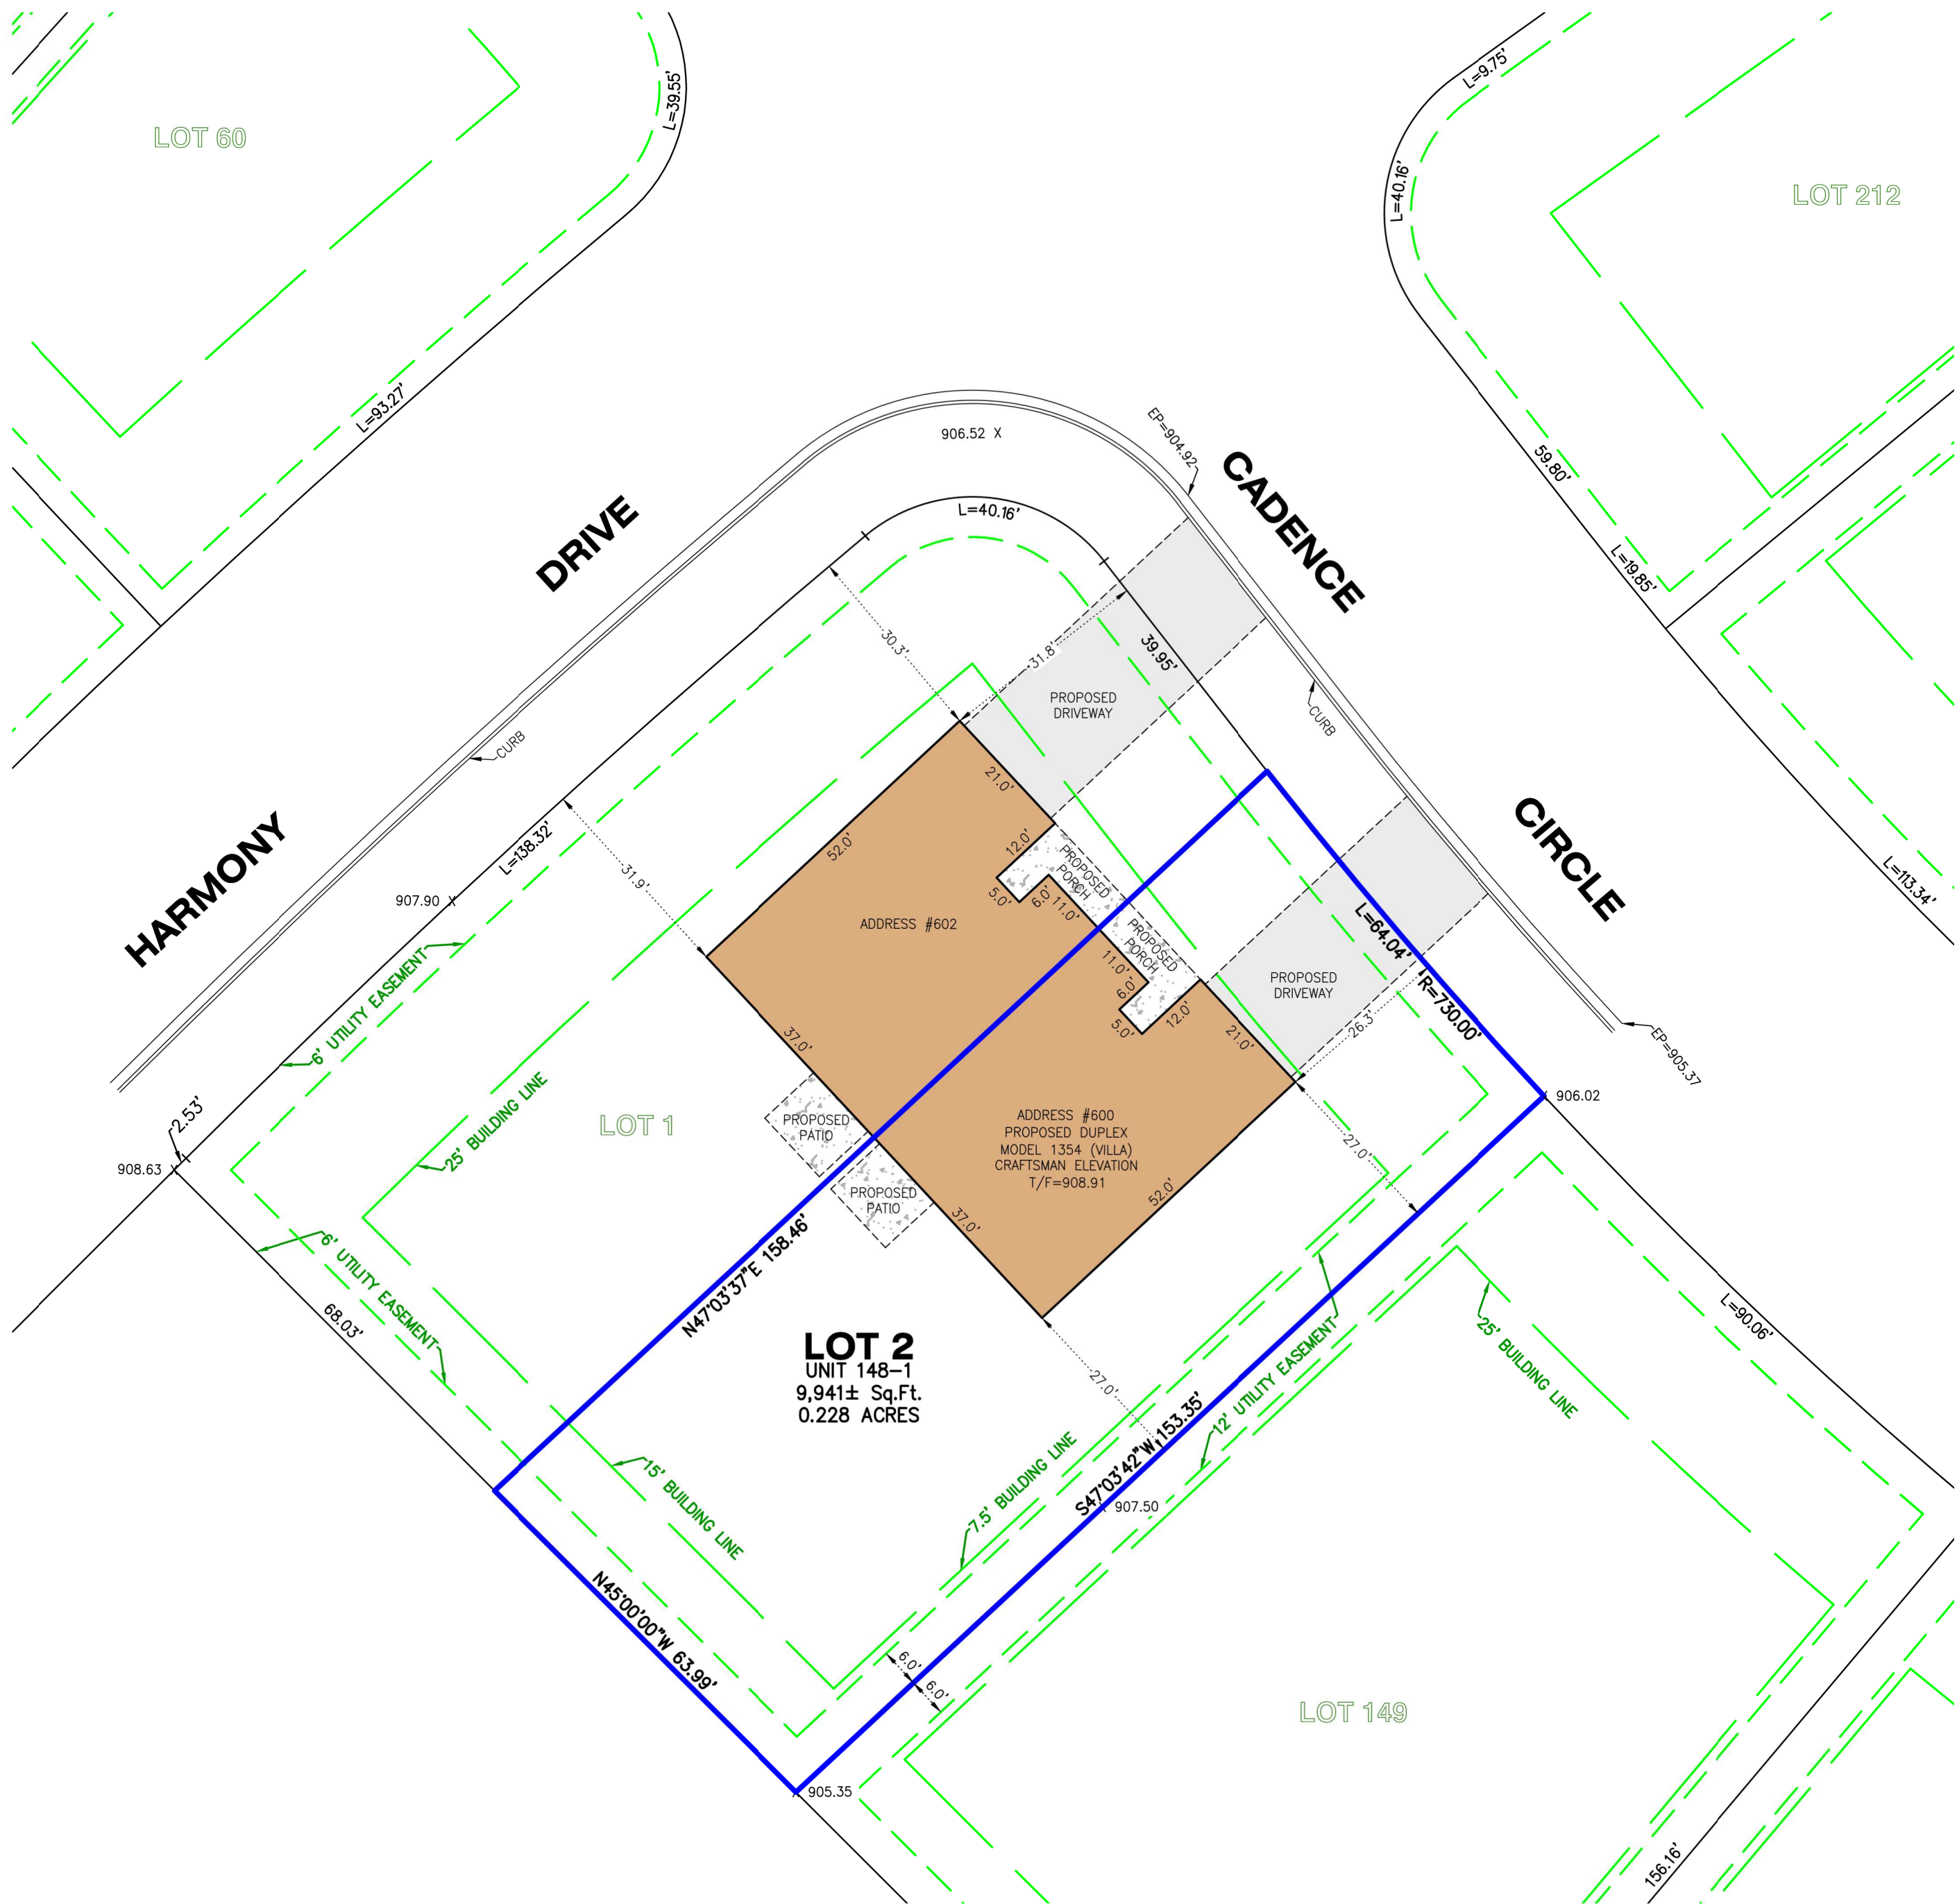 LOT 60
L=39.55'
L=9.75'
L=40.16'
LOT 212
L=93.27'
DRIVE
906.52 X
EP=904.92
CADENCE
59.80'
L=19.85'
L=113.34'
L=40.16'
30.3'
31.8'
39.95'
PROPOSED
DRIVEWAY
CURB
CURB
HARMONY
CIRCLE
L=138.32'
31.9'
907.90 X
52.0'
21.0'
12.0'
5.0'
6.0'
11.0'
PROPOSED
PORCH
ADDRESS #602
PROPOSED
PORCH
11.0'
6.0'
5.0'
12.0'
21.0'
PROPOSED
DRIVEWAY
L=64.04'
R=730.00'
26.3'
EP=905.37
906.02
6' UTILITY EASEMENT
25' BUILDING LINE
2.53'
908.63 X
LOT 1
37.0'
PROPOSED
PATIO
PROPOSED
PATIO
ADDRESS #600
PROPOSED DUPLEX
MODEL 1354 (VILLA)
CRAFTSMAN ELEVATION
T/F=908.91
27.0'
52.0'
37.0'
6' UTILITY EASEMENT
68.03'
N47°03'37"E 158.46'
LOT 2
UNIT 148-1
9,941± Sq.Ft.
0.228 ACRES
27.0'
12' UTILITY EASEMENT
25' BUILDING LINE
L=90.06'
15' BUILDING LINE
7.5' BUILDING LINE
S47°03'42"W 153.35'
907.50
N45°00'00"W 63.99'
6.0'
6.0'
LOT 149
905.35
156.16'